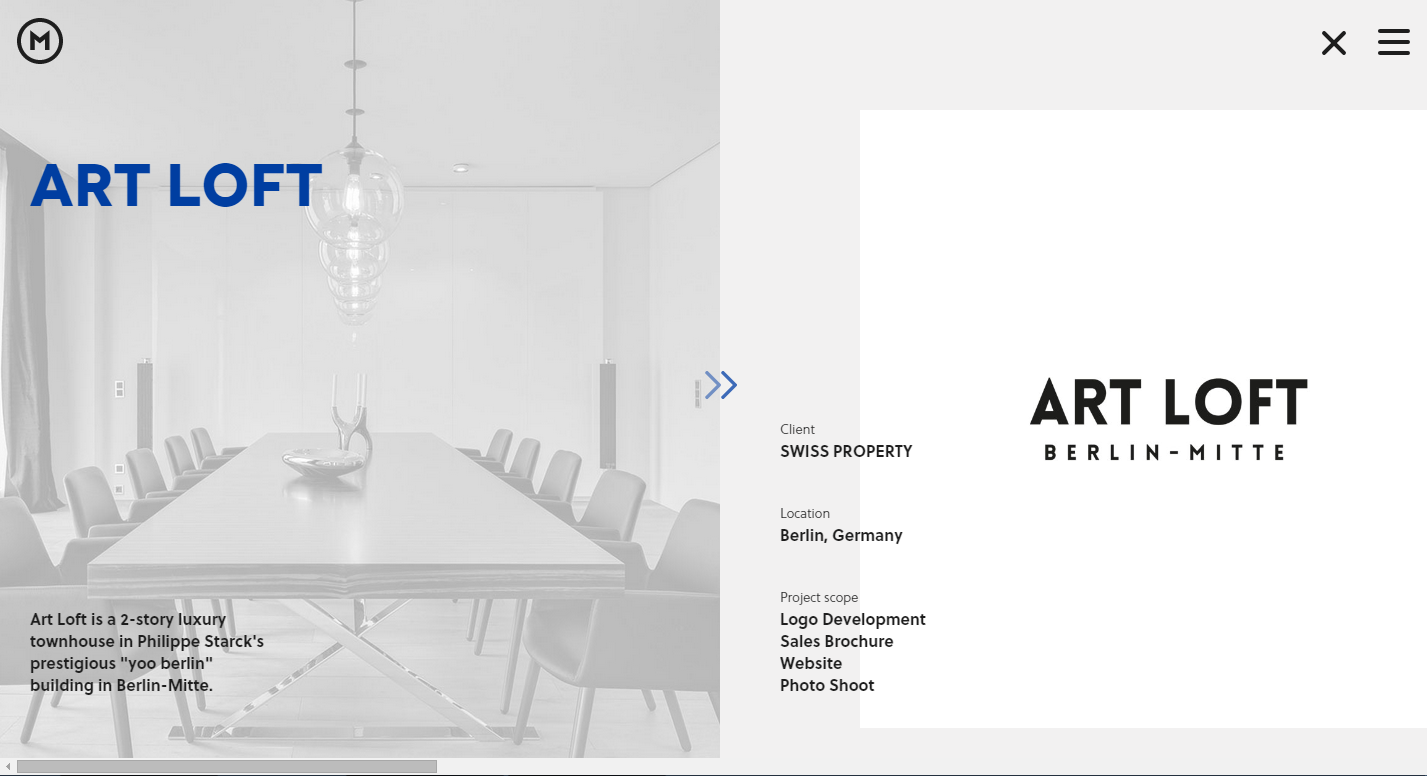 M
ART LOFT
Art Loft is a 2-story luxury
townhouse in Philippe Starck's
prestigious "yoo berlin"
building in Berlin-Mitte.
Client
SWISS PROPERTY
Location
Berlin, Germany
Project scope
Logo Development
Sales Brochure
Website
Photo Shoot
ART LOFT
BERLIN-MITTE